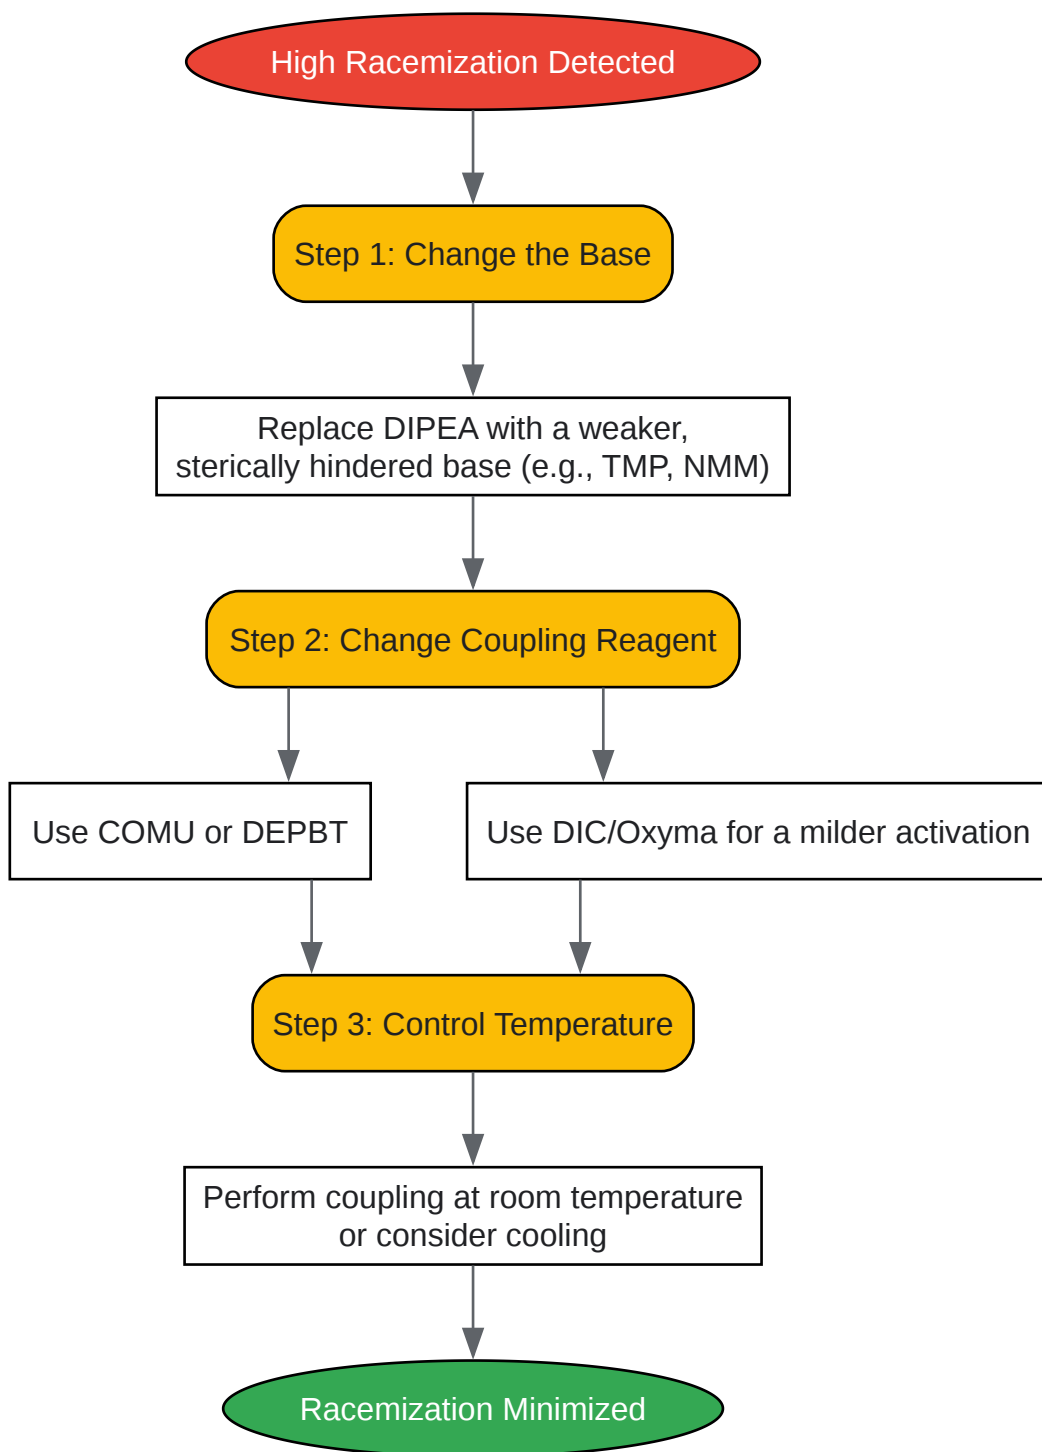 High Racemization Detected
Step 1: Change the Base
Replace DIPEA with a weaker,
sterically hindered base (e.g., TMP, NMM)
Step 2: Change Coupling Reagent
Use COMU or DEPBT
Use DIC/Oxyma for a milder activation
Step 3: Control Temperature
Perform coupling at room temperature
or consider cooling
Racemization Minimized